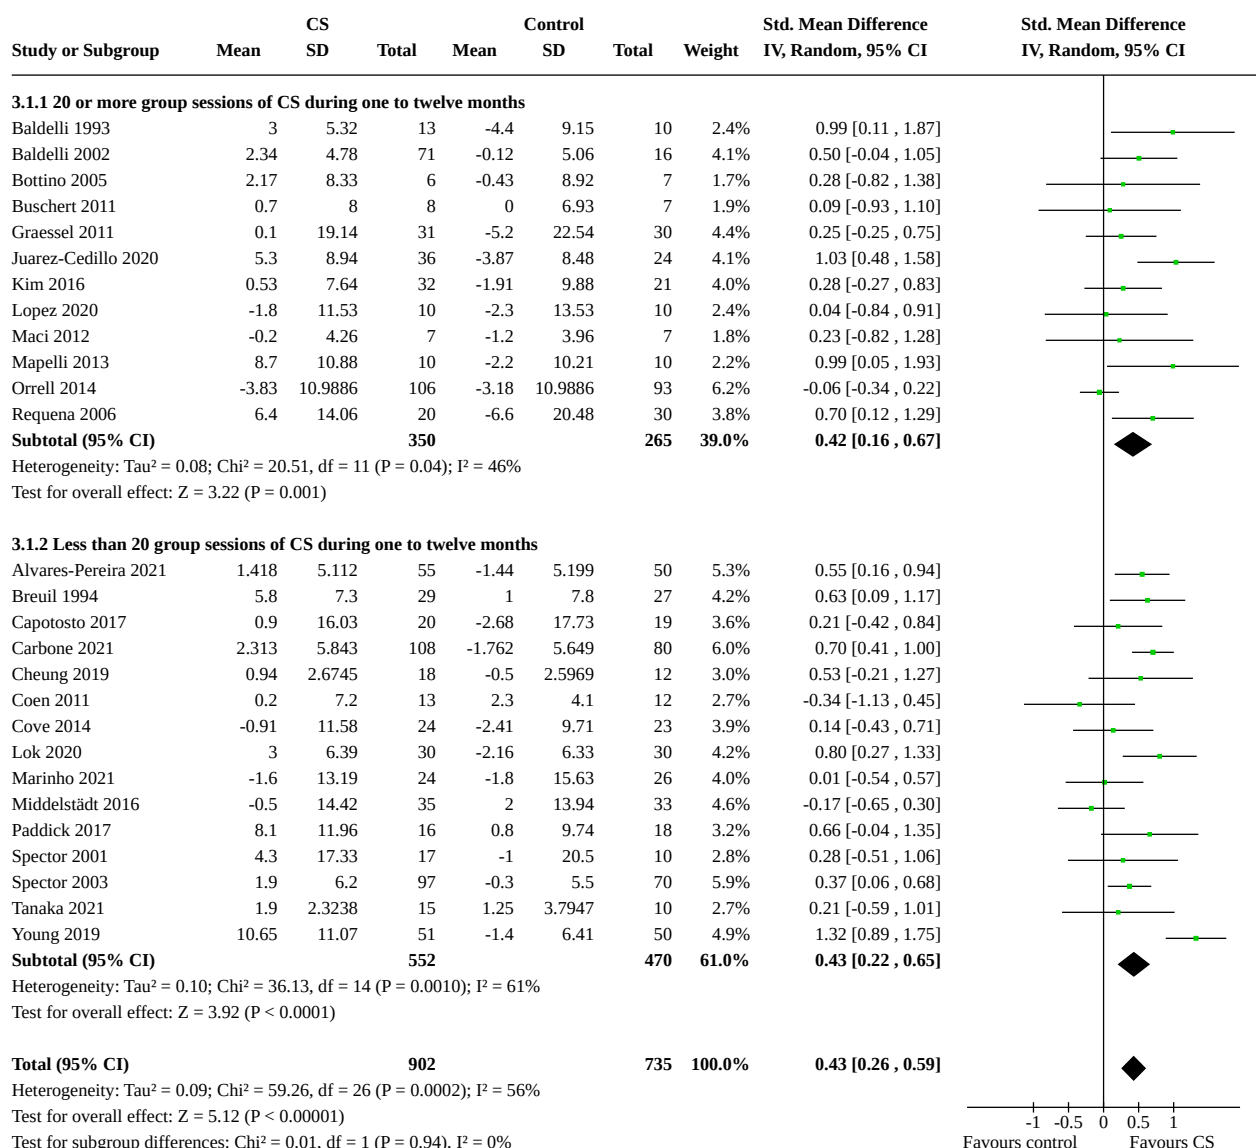 CS Control Std. Mean Difference Std. Mean Difference
Study or Subgroup Mean SD Total Mean SD Total Weight IV, Random, 95% CI IV, Random, 95% CI
3.1.1 20 or more group sessions of CS during one to twelve months
Baldelli 1993 3 5.32 13 -4.4 9.15 10 2.4% 0.99 [0.11 , 1.87]
Baldelli 2002 2.34 4.78 71 -0.12 5.06 16 4.1% 0.50 [-0.04 , 1.05]
Bottino 2005 2.17 8.33 6 -0.43 8.92 7 1.7% 0.28 [-0.82 , 1.38]
Buschert 2011 0.7 8 8 0 6.93 7 1.9% 0.09 [-0.93 , 1.10]
Graessel 2011 0.1 19.14 31 -5.2 22.54 30 4.4% 0.25 [-0.25 , 0.75]
Juarez-Cedillo 2020 5.3 8.94 36 -3.87 8.48 24 4.1% 1.03 [0.48 , 1.58]
Kim 2016 0.53 7.64 32 -1.91 9.88 21 4.0% 0.28 [-0.27 , 0.83]
Lopez 2020 -1.8 11.53 10 -2.3 13.53 10 2.4% 0.04 [-0.84 , 0.91]
Maci 2012 -0.2 4.26 7 -1.2 3.96 7 1.8% 0.23 [-0.82 , 1.28]
Mapelli 2013 8.7 10.88 10 -2.2 10.21 10 2.2% 0.99 [0.05 , 1.93]
Orrell 2014 -3.83 10.9886 106 -3.18 10.9886 93 6.2% -0.06 [-0.34 , 0.22]
Requena 2006 6.4 14.06 20 -6.6 20.48 30 3.8% 0.70 [0.12 , 1.29]
Subtotal (95% CI) 350 265 39.0% 0.42 [0.16 , 0.67]
Heterogeneity: Tau² = 0.08; Chi² = 20.51, df = 11 (P = 0.04); I² = 46%
Test for overall effect: Z = 3.22 (P = 0.001)
3.1.2 Less than 20 group sessions of CS during one to twelve months
Alvares-Pereira 2021 1.418 5.112 55 -1.44 5.199 50 5.3% 0.55 [0.16 , 0.94]
Breuil 1994 5.8 7.3 29 1 7.8 27 4.2% 0.63 [0.09 , 1.17]
Capotosto 2017 0.9 16.03 20 -2.68 17.73 19 3.6% 0.21 [-0.42 , 0.84]
Carbone 2021 2.313 5.843 108 -1.762 5.649 80 6.0% 0.70 [0.41 , 1.00]
Cheung 2019 0.94 2.6745 18 -0.5 2.5969 12 3.0% 0.53 [-0.21 , 1.27]
Coen 2011 0.2 7.2 13 2.3 4.1 12 2.7% -0.34 [-1.13 , 0.45]
Cove 2014 -0.91 11.58 24 -2.41 9.71 23 3.9% 0.14 [-0.43 , 0.71]
Lok 2020 3 6.39 30 -2.16 6.33 30 4.2% 0.80 [0.27 , 1.33]
Marinho 2021 -1.6 13.19 24 -1.8 15.63 26 4.0% 0.01 [-0.54 , 0.57]
Middelstädt 2016 -0.5 14.42 35 2 13.94 33 4.6% -0.17 [-0.65 , 0.30]
Paddick 2017 8.1 11.96 16 0.8 9.74 18 3.2% 0.66 [-0.04 , 1.35]
Spector 2001 4.3 17.33 17 -1 20.5 10 2.8% 0.28 [-0.51 , 1.06]
Spector 2003 1.9 6.2 97 -0.3 5.5 70 5.9% 0.37 [0.06 , 0.68]
Tanaka 2021 1.9 2.3238 15 1.25 3.7947 10 2.7% 0.21 [-0.59 , 1.01]
Young 2019 10.65 11.07 51 -1.4 6.41 50 4.9% 1.32 [0.89 , 1.75]
Subtotal (95% CI) 552 470 61.0% 0.43 [0.22 , 0.65]
Heterogeneity: Tau² = 0.10; Chi² = 36.13, df = 14 (P = 0.0010); I² = 61%
Test for overall effect: Z = 3.92 (P < 0.0001)
Total (95% CI) 902 735 100.0% 0.43 [0.26 , 0.59]
Heterogeneity: Tau² = 0.09; Chi² = 59.26, df = 26 (P = 0.0002); I² = 56%
Test for overall effect: Z = 5.12 (P < 0.00001)
-1 -0.5 0 0.5 1
Test for subgroup differences: Chi² = 0.01, df = 1 (P = 0.94), I² = 0% Favours control Favours CS